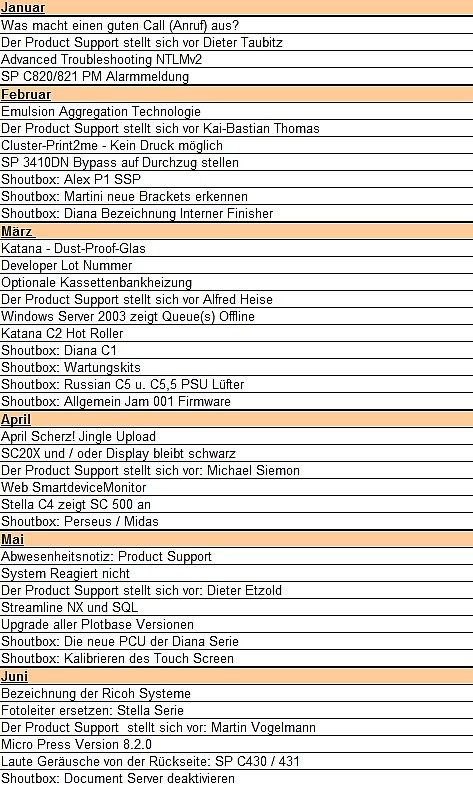 Januar
Was macht einen guten Call (Anruf) aus?
Der Product Support stellt sich vor Dieter Taubitz
Advanced Troubleshooting NTLMv2
SP C820/821 PM Alarmmeldung
Februar
Emulsion Aggregation Technologie
Der Product Support stellt sich vor Kai-Bastian Thomas
Cluster-Print2me - Kein Druck möglich
SP 3410DN Bypass auf Durchzug stellen
Shoutbox: Alex P1 SSP
Shoutbox: Martini neue Brackets erkennen
Shoutbox: Diana Bezeichnung Interner Finisher
März
Katana - Dust-Proof-Glas
Developer Lot Nummer
Optionale Kassettenbankheizung
Der Product Support stellt sich vor Alfred Heise
Windows Server 2003 zeigt Queue(s) Offline
Katana C2 Hot Roller
Shoutbox: Diana C1
Shoutbox: Wartungskits
Shoutbox: Russian C5 u. C5,5 PSU Lüfter
Shoutbox: Allgemein Jam 001 Firmware
April
April Scherz! Jingle Upload
SC20X und / oder Display bleibt schwarz
Der Product Support stellt sich vor: Michael Siemon
Web SmartdeviceMonitor
Stella C4 zeigt SC 500 an
Shoutbox: Perseus / Midas
Mai
Abwesenheitsnotiz: Product Support
System Reagiert nicht
Der Product Support stellt sich vor: Dieter Etzold
Streamline NX und SQL
Upgrade aller Plotbase Versionen
Shoutbox: Die neue PCU der Diana Serie
Shoutbox: Kalibrieren des Touch Screen
Juni
Bezeichnung der Ricoh Systeme
Fotoleiter ersetzen: Stella Serie
Der Product Support  stellt sich vor: Martin Vogelmann
Micro Press Version 8.2.0
Laute Geräusche von der Rückseite: SP C430 / 431
Shoutbox: Document Server deaktivieren